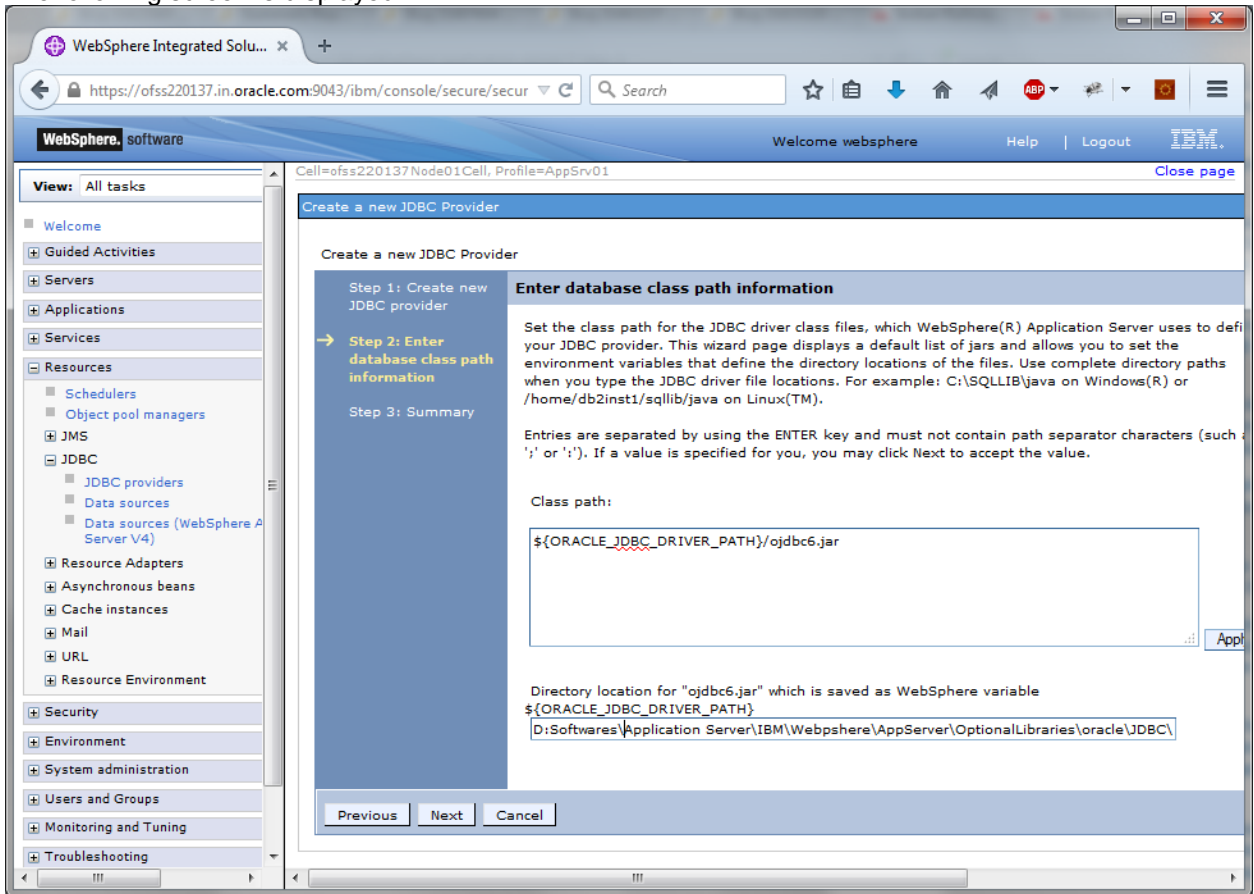 WebSphere Integrated Solu...
https://ofss220137.in.oracle.com:9043/ibm/console/secure/secur
Search
ABP
WebSphere. software
Welcome websphere
Help | Logout
IBM.
View: All tasks
Welcome
Guided Activities
Servers
Applications
Services
Resources
Schedulers
Object pool managers
JMS
JDBC
JDBC providers
Data sources
Data sources (WebSphere A
Server V4)
Resource Adapters
Asynchronous beans
Cache instances
Mail
URL
Resource Environment
Security
Environment
System administration
Users and Groups
Monitoring and Tuning
Troubleshooting
Cell=ofss220137Node01Cell, Profile=AppSrv01
Close page
Create a new JDBC Provider
Create a new JDBC Provider
Step 1: Create new
JDBC provider
Step 2: Enter
database class path
information
Step 3: Summary
Enter database class path information
Set the class path for the JDBC driver class files, which WebSphere(R) Application Server uses to defi
your JDBC provider. This wizard page displays a default list of jars and allows you to set the
environment variables that define the directory locations of the files. Use complete directory paths
when you type the JDBC driver file locations. For example: C:\SQLLIB\java on Windows(R) or
/home/db2inst1/sqllib/java on Linux(TM).
Entries are separated by using the ENTER key and must not contain path separator characters (such a
';' or ':'). If a value is specified for you, you may click Next to accept the value.
Class path:
${ORACLE_JDBC_DRIVER_PATH}/ojdbc6.jar
Appl
Directory location for "ojdbc6.jar" which is saved as WebSphere variable
${ORACLE_JDBC_DRIVER_PATH}
D:Softwares\Application Server\IBM\Webpshere\AppServer\OptionalLibraries\oracle\JDBC\
Previous
Next
Cancel